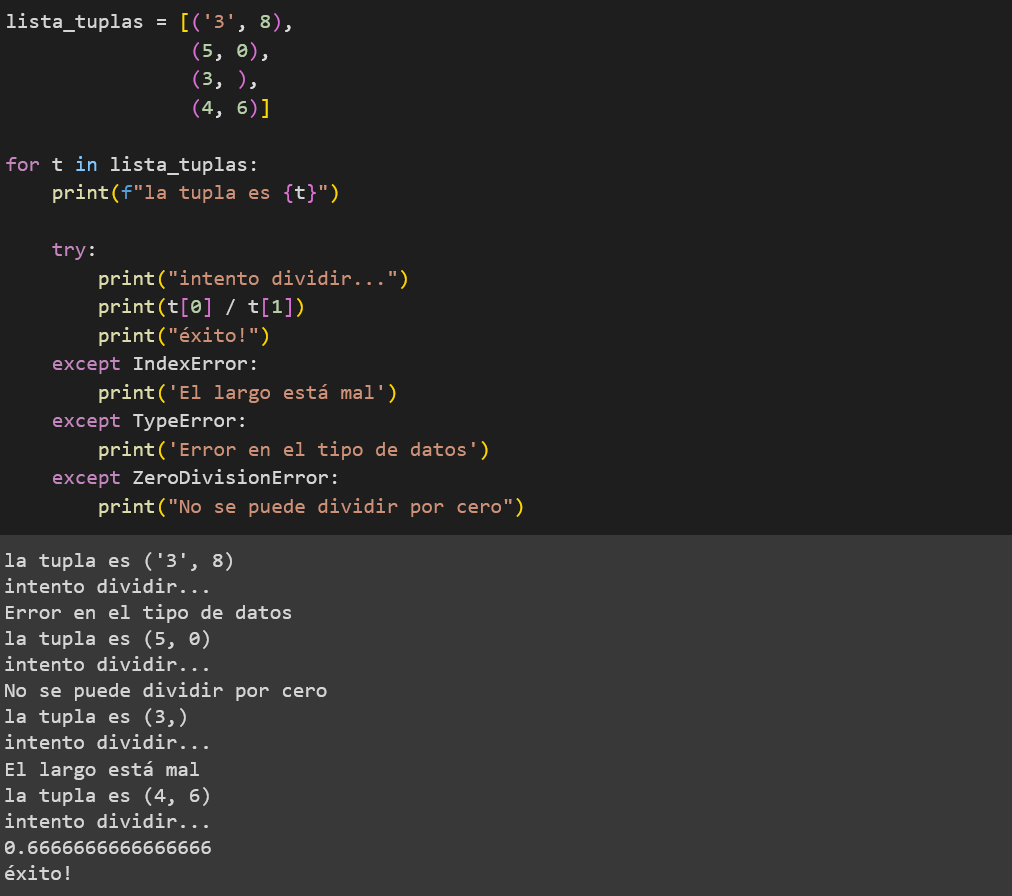 lista_tuplas = [('3', 8),
                (5, 0),
                (3, ),
                (4, 6)]

for t in lista_tuplas:
    print(f"la tupla es {t}")

    try:
        print("intento dividir...")
        print(t[0] / t[1])
        print("éxito!")
    except IndexError:
        print('El largo está mal')
    except TypeError:
        print('Error en el tipo de datos')
    except ZeroDivisionError:
        print("No se puede dividir por cero")

la tupla es ('3', 8)
intento dividir...
Error en el tipo de datos
la tupla es (5, 0)
intento dividir...
No se puede dividir por cero
la tupla es (3,)
intento dividir...
El largo está mal
la tupla es (4, 6)
intento dividir...
0.6666666666666666
éxito!